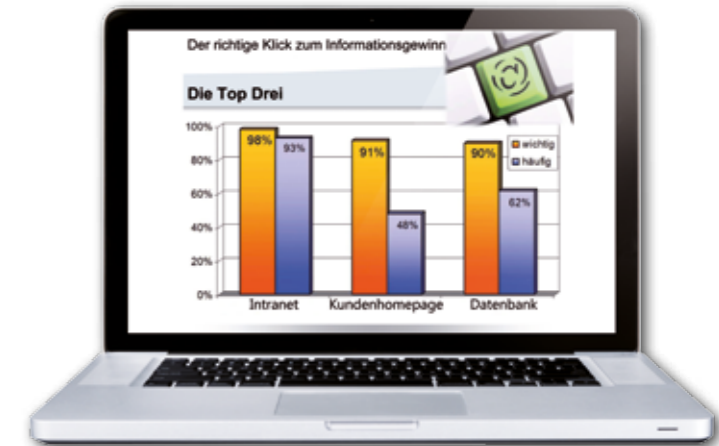 Der richtige Klick zum Informationsgewinn
Die Top Drei
100%
80%
60%
40%
20%
0%
98%
93%
91%
48%
90%
62%
wichtig
häufig
Intranet
Kundenhomepage
Datenbank